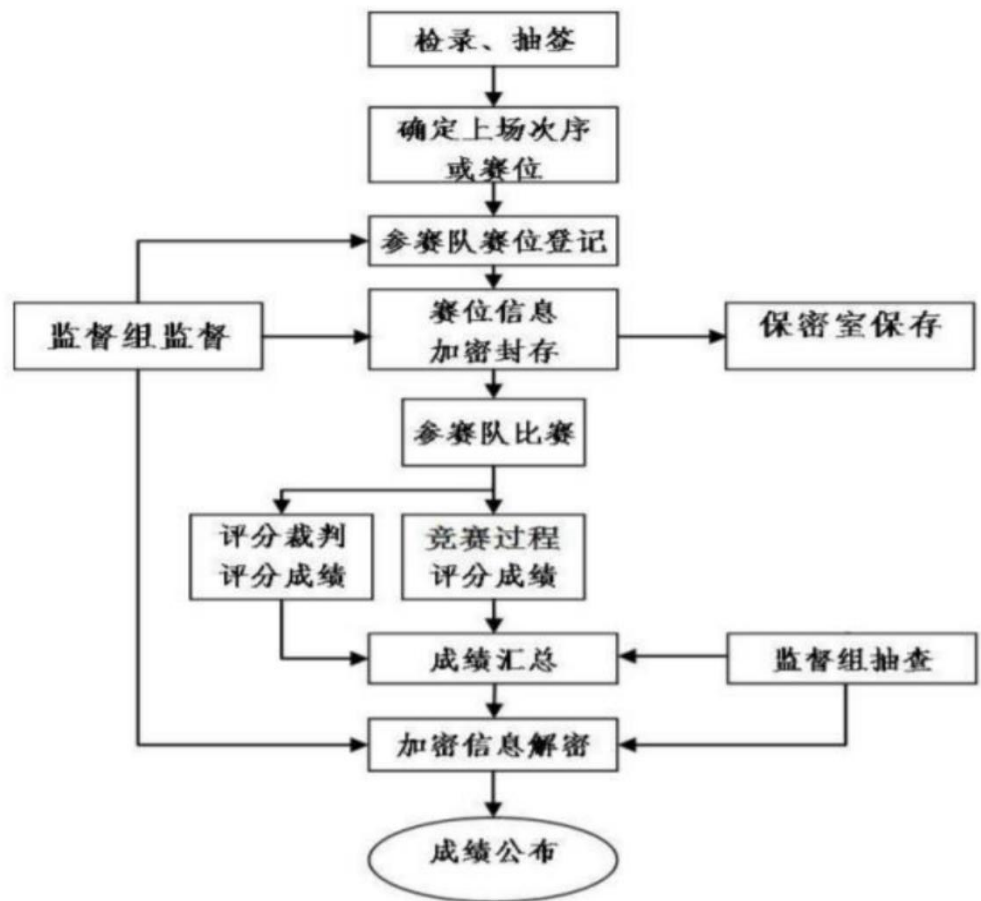 检录、抽签
确定上场次序
或赛位
参赛队赛位登记
监督组监督
赛位信息
加密封存
保密室保存
参赛队比赛
评分裁判
评分成绩
竞赛过程
评分成绩
成绩汇总
监督组抽查
加密信息解密
成绩公布